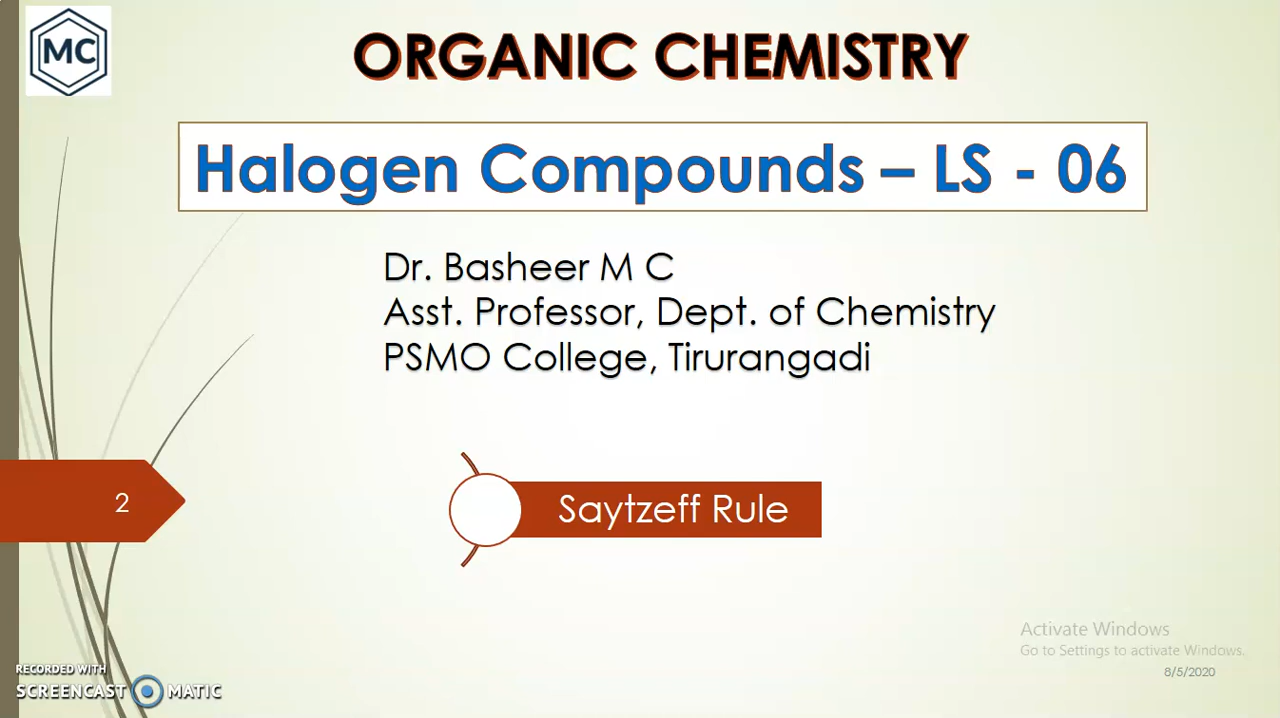 MC
ORGANIC CHEMISTRY
Halogen Compounds – LS - 06
Dr. Basheer M C
Asst. Professor, Dept. of Chemistry
PSMO College, Tirurangadi
2
Saytzeff Rule
Activate Windows
Go to Settings to activate Windows.
8/5/2020
RECORDED WITH
SCREENCAST MATIC